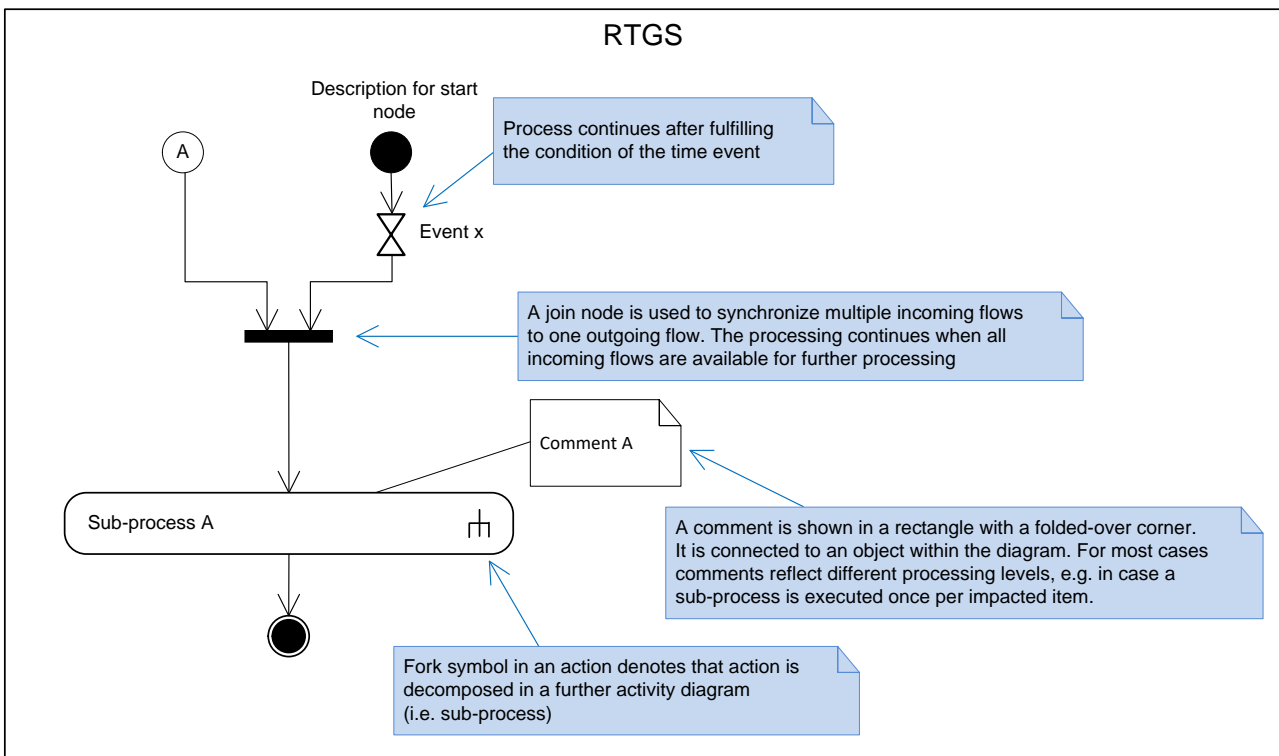 RTGS
Description for start
node
A
Process continues after fulfilling
the condition of the time event
Event x
A join node is used to synchronize multiple incoming flows
to one outgoing flow. The processing continues when all
incoming flows are available for further processing
Comment A
Sub-process A
A comment is shown in a rectangle with a folded-over corner.
It is connected to an object within the diagram. For most cases
comments reflect different processing levels, e.g. in case a
sub-process is executed once per impacted item.
Fork symbol in an action denotes that action is
decomposed in a further activity diagram
(i.e. sub-process)